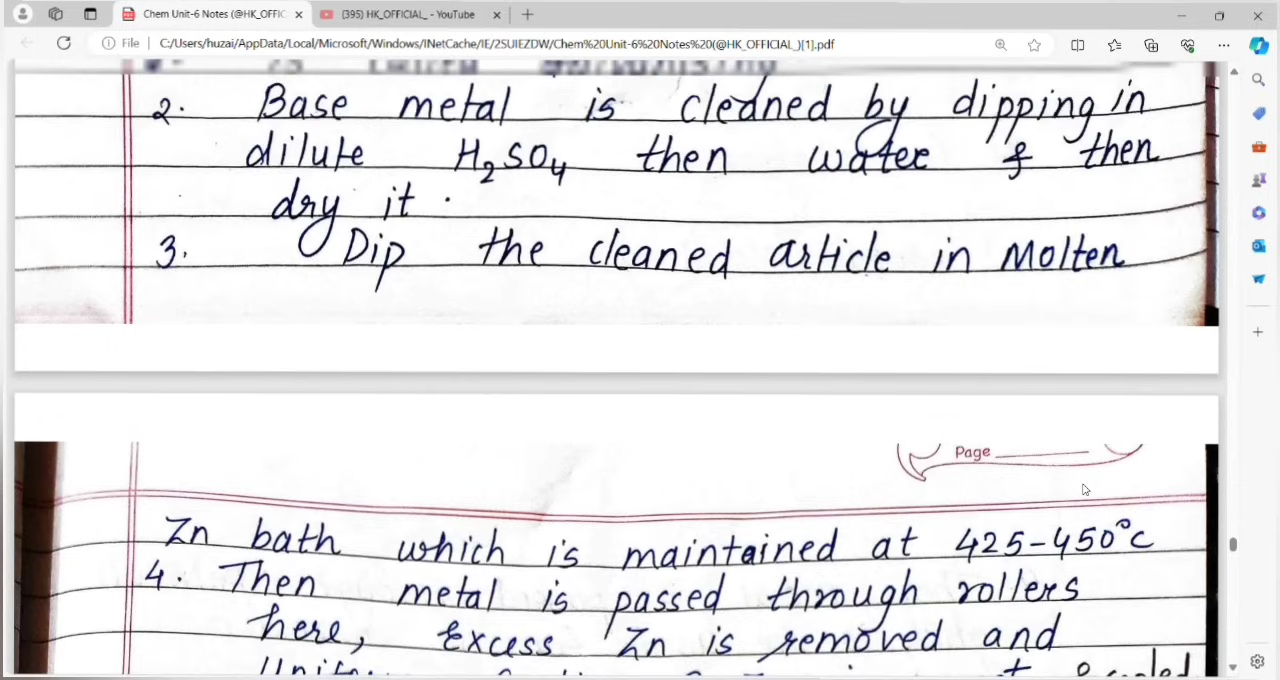 Chem Unit-6 Notes (@HK_OFFIC
(395) HK_OFFICIAL_ - YouTube
File | C:/Users/huzai/AppData/Local/Microsoft/Windows/INetCache/IE/2SUIEZDW/Chem%20Unit-6%20Notes%20(@HK_OFFICIAL_)[1].pdf
2. Base metal is cleaned by dipping in
dilute H₂SO₄ then water & then
dry it.
3. Dip the cleaned article in Molten
Page
Zn bath which is maintained at 425-450°C
4. Then metal is passed through rollers
here, Excess Zn is removed and